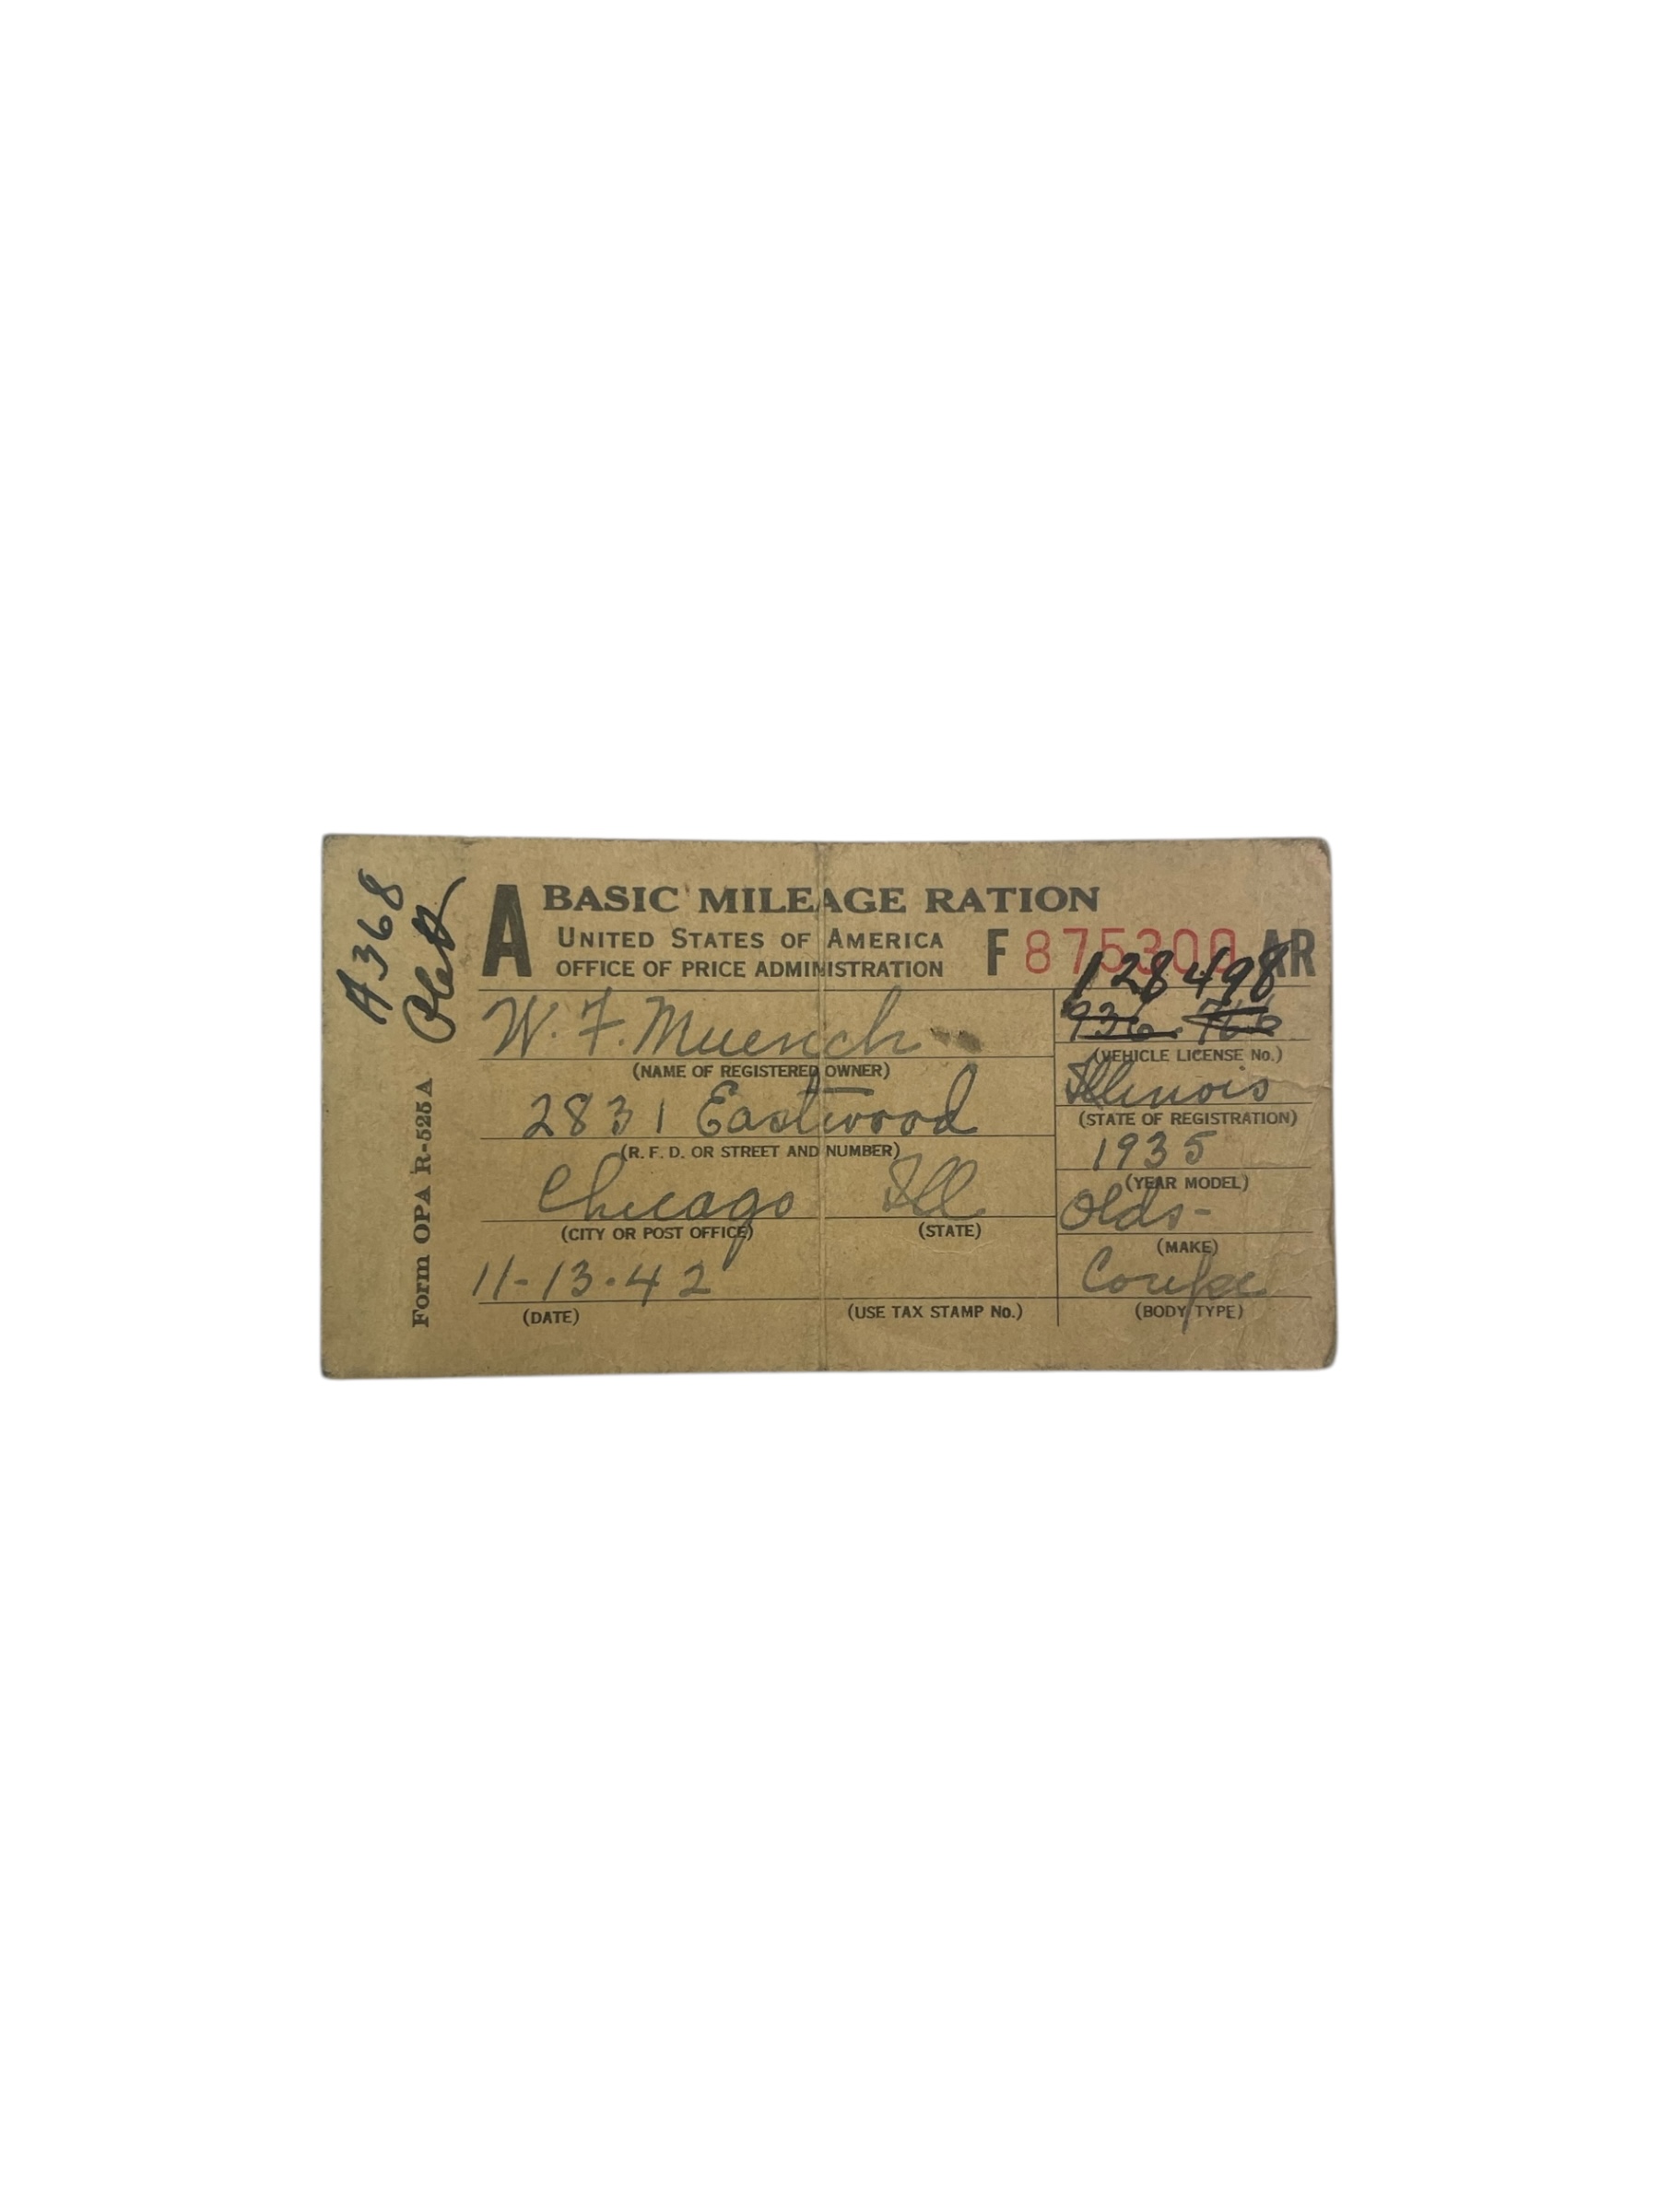 A368
Form OPA R-525 A
A BASIC MILEAGE RATION
UNITED STATES OF AMERICA
OFFICE OF PRICE ADMINISTRATION
F 875300 AR
128 498
W. F. Muench
936
(NAME OF REGISTERED OWNER)
(VEHICLE LICENSE No.)
2831 Eastwood
Illinois
(R. F. D. OR STREET AND NUMBER)
(STATE OF REGISTRATION)
1935
(YEAR MODEL)
Chicago Ill
(CITY OR POST OFFICE) (STATE)
Olds-
(MAKE)
11-13-42
Coupe
(DATE) (USE TAX STAMP No.) (BODY TYPE)